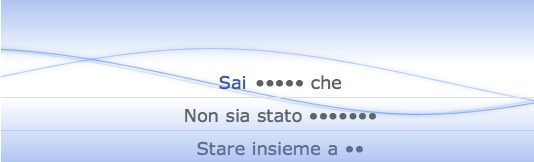 Sai ••••• che
Non sia stato •••••••
Stare insieme a ••